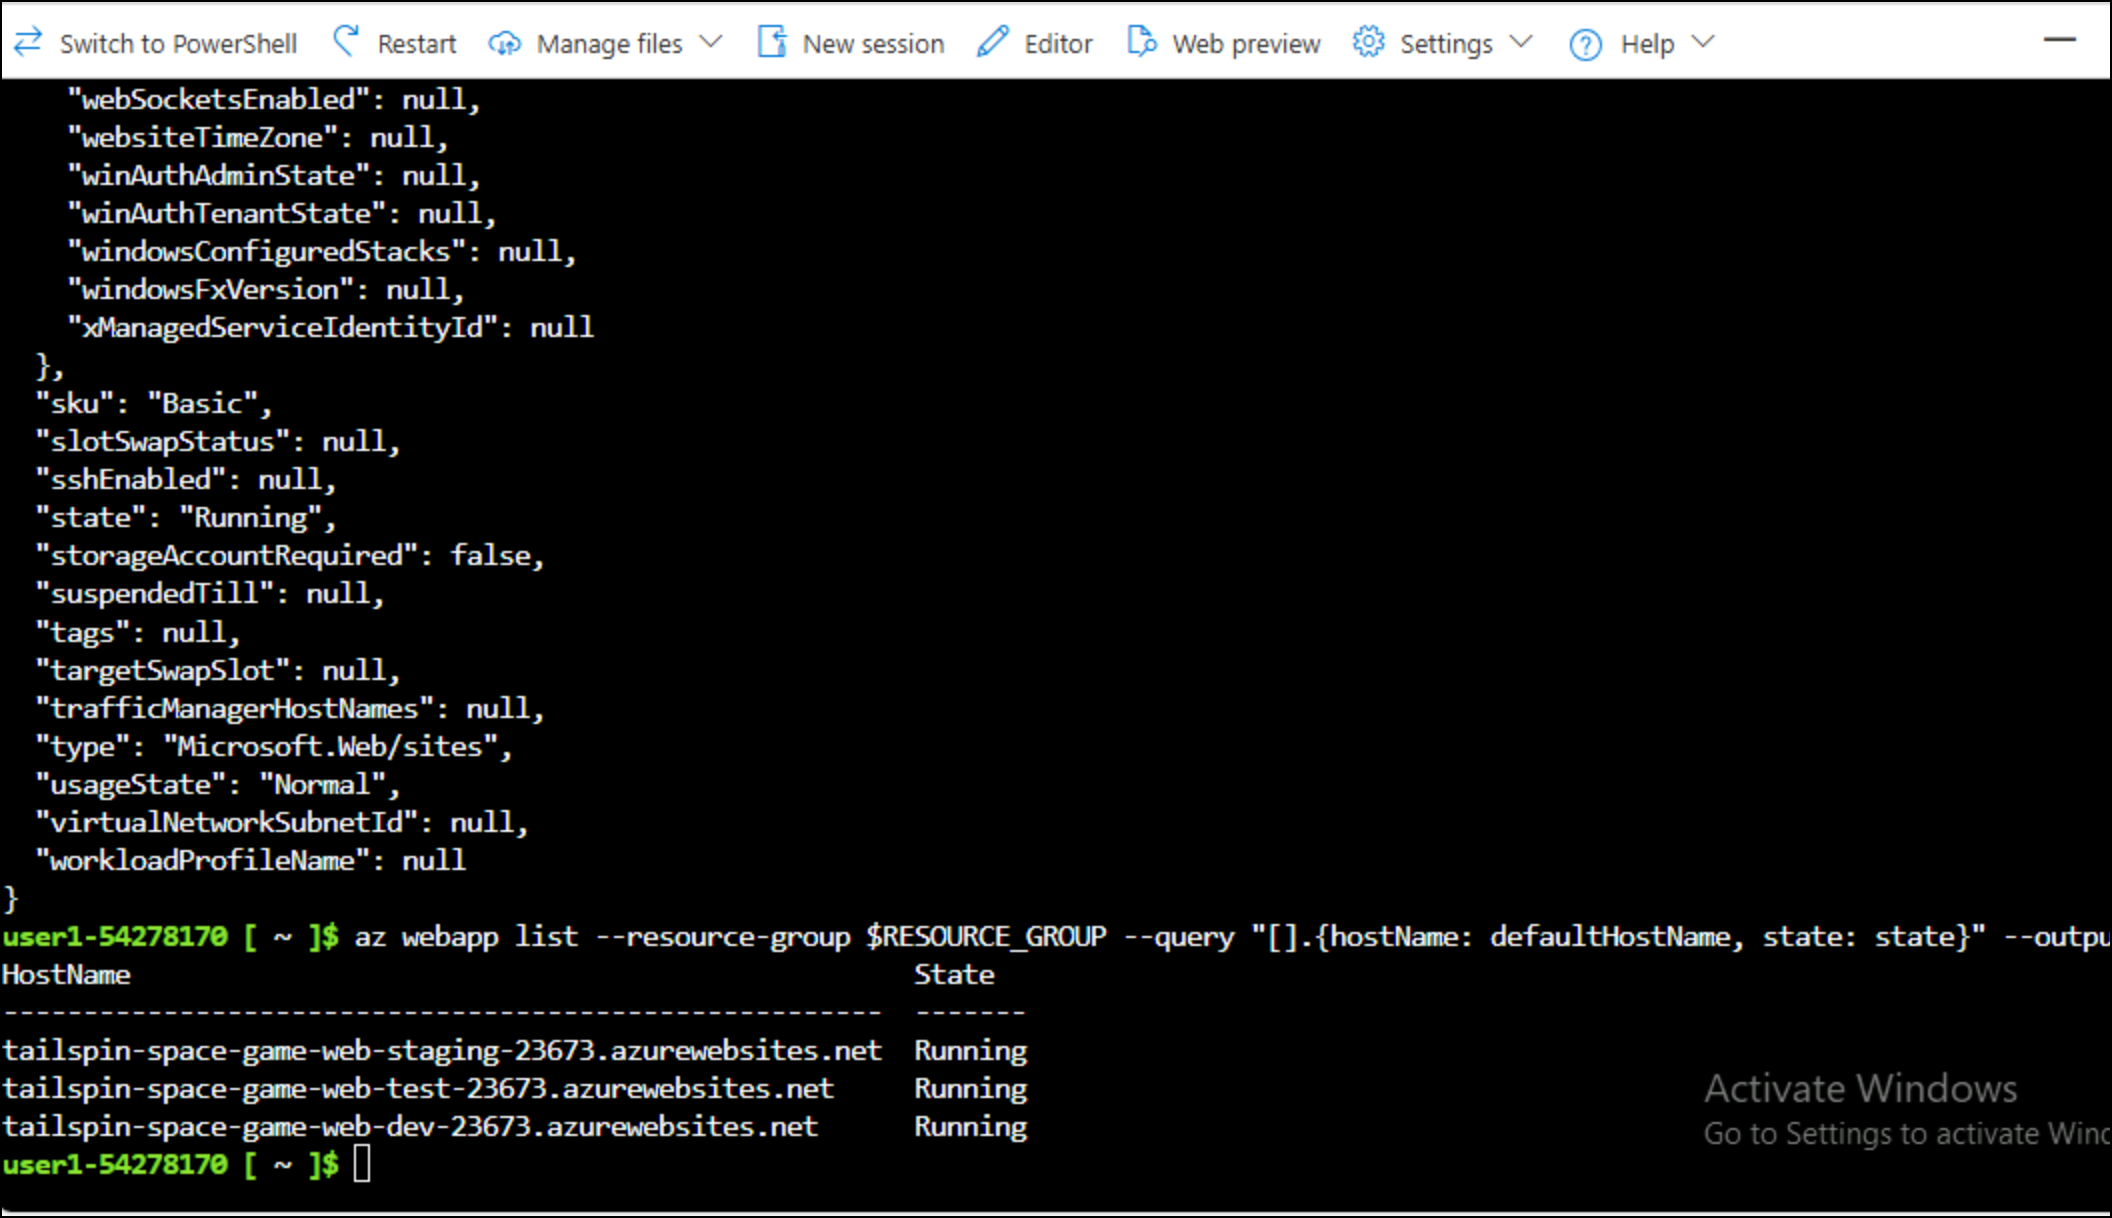 Switch to PowerShell Restart Manage files New session Editor Web preview Settings Help
"webSocketsEnabled": null,
"websiteTimeZone": null,
"winAuthAdminState": null,
"winAuthTenantState": null,
"windowsConfiguredStacks": null,
"windowsFxVersion": null,
"xManagedServiceIdentityId": null
},
"sku": "Basic",
"slotSwapStatus": null,
"sshEnabled": null,
"state": "Running",
"storageAccountRequired": false,
"suspendedTill": null,
"tags": null,
"targetSwapSlot": null,
"trafficManagerHostNames": null,
"type": "Microsoft.Web/sites",
"usageState": "Normal",
"virtualNetworkSubnetId": null,
"workloadProfileName": null
}
user1-54278170 [ ~ ]$ az webapp list --resource-group $RESOURCE_GROUP --query "[].{hostName: defaultHostName, state: state}" --outpu
HostName State
------------------------------------------------------- -------
tailspin-space-game-web-staging-23673.azurewebsites.net Running
tailspin-space-game-web-test-23673.azurewebsites.net Running
tailspin-space-game-web-dev-23673.azurewebsites.net Running
user1-54278170 [ ~ ]$
Activate Windows
Go to Settings to activate Winc